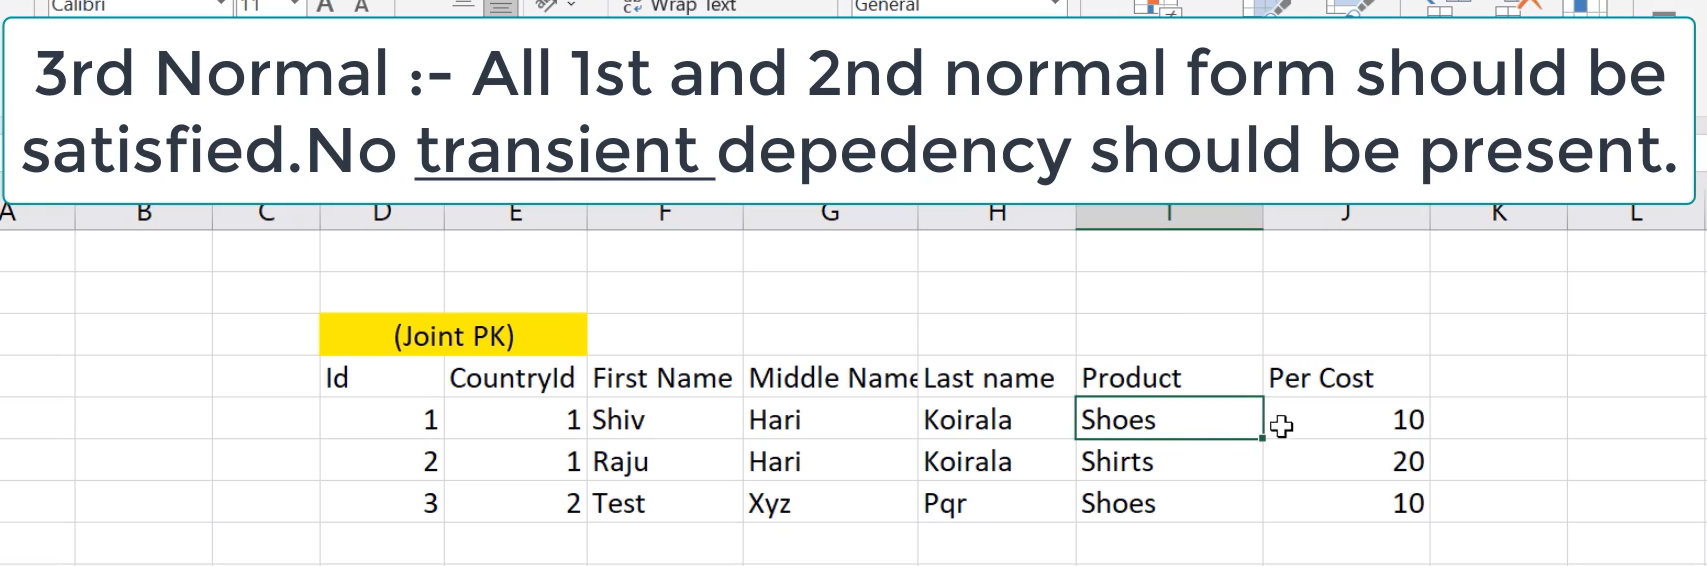 Calibri 11 A A Wrap Text General
3rd Normal :- All 1st and 2nd normal form should be
satisfied.No transient depedency should be present.
A B C D E F G H I J K L
(Joint PK)
Id CountryId First Name Middle Name Last name Product Per Cost
1 1 Shiv Hari Koirala Shoes 10
2 1 Raju Hari Koirala Shirts 20
3 2 Test Xyz Pqr Shoes 10